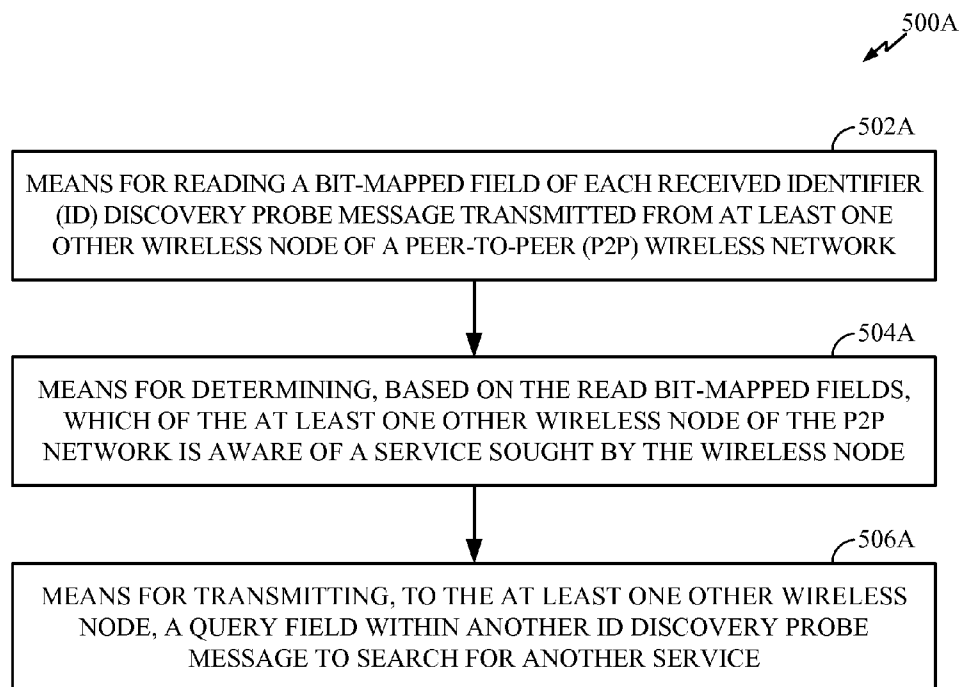 500A
502A
MEANS FOR READING A BIT-MAPPED FIELD OF EACH RECEIVED IDENTIFIER
(ID) DISCOVERY PROBE MESSAGE TRANSMITTED FROM AT LEAST ONE
OTHER WIRELESS NODE OF A PEER-TO-PEER (P2P) WIRELESS NETWORK
504A
MEANS FOR DETERMINING, BASED ON THE READ BIT-MAPPED FIELDS,
WHICH OF THE AT LEAST ONE OTHER WIRELESS NODE OF THE P2P
NETWORK IS AWARE OF A SERVICE SOUGHT BY THE WIRELESS NODE
506A
MEANS FOR TRANSMITTING, TO THE AT LEAST ONE OTHER WIRELESS
NODE, A QUERY FIELD WITHIN ANOTHER ID DISCOVERY PROBE
MESSAGE TO SEARCH FOR ANOTHER SERVICE